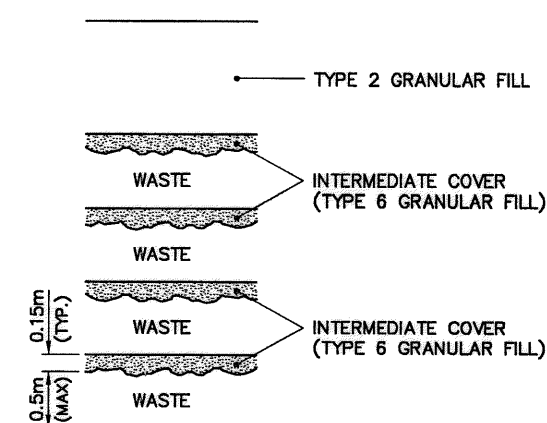 TYPE 2 GRANULAR FILL
WASTE
INTERMEDIATE COVER
(TYPE 6 GRANULAR FILL)
WASTE
WASTE
INTERMEDIATE COVER
(TYPE 6 GRANULAR FILL)
WASTE
0.15m
(TYP.)
0.5m
(MAX)